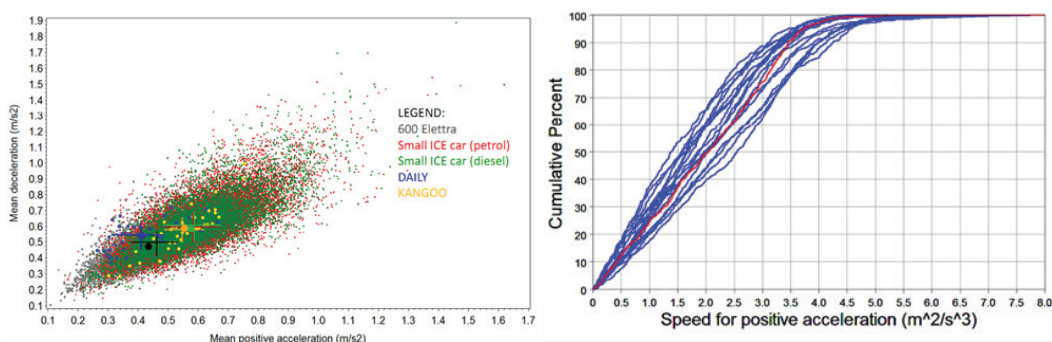 1.9
1.8
1.7
1.6
1.5
1.4
1.3
1.2
1.1
1.0
0.9
0.8
0.7
0.6
0.5
0.4
0.3
0.2
0.1
Mean deceleration (m/s2)
LEGEND:
600 Elettra
Small ICE car (petrol)
Small ICE car (diesel)
DAILY
KANGOO
0.1 0.2 0.3 0.4 0.5 0.6 0.7 0.8 0.9 1.0 1.1 1.2 1.3 1.4 1.5 1.6 1.7
Mean positive acceleration (m/s2)
100
90
80
70
60
50
40
30
20
10
0
Cumulative Percent
0 0.5 1.0 1.5 2.0 2.5 3.0 3.5 4.0 4.5 5.0 5.5 6.0 6.5 7.0 7.5 8.0
Speed for positive acceleration (m^2/s^3)